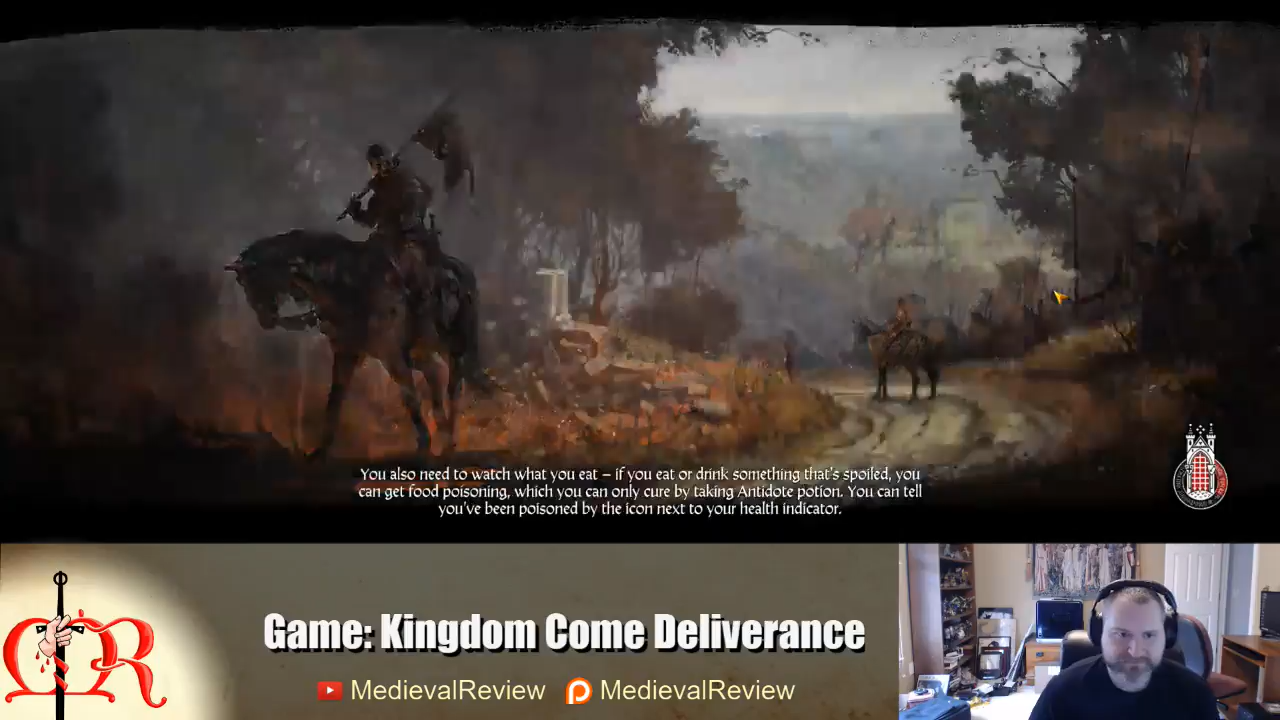 You also need to watch what you eat – if you eat or drink something that's spoiled, you
can get food poisoning, which you can only cure by taking Antidote potion. You can tell
you've been poisoned by the icon next to your health indicator.
MR
Game: Kingdom Come Deliverance
MedievalReview
MedievalReview